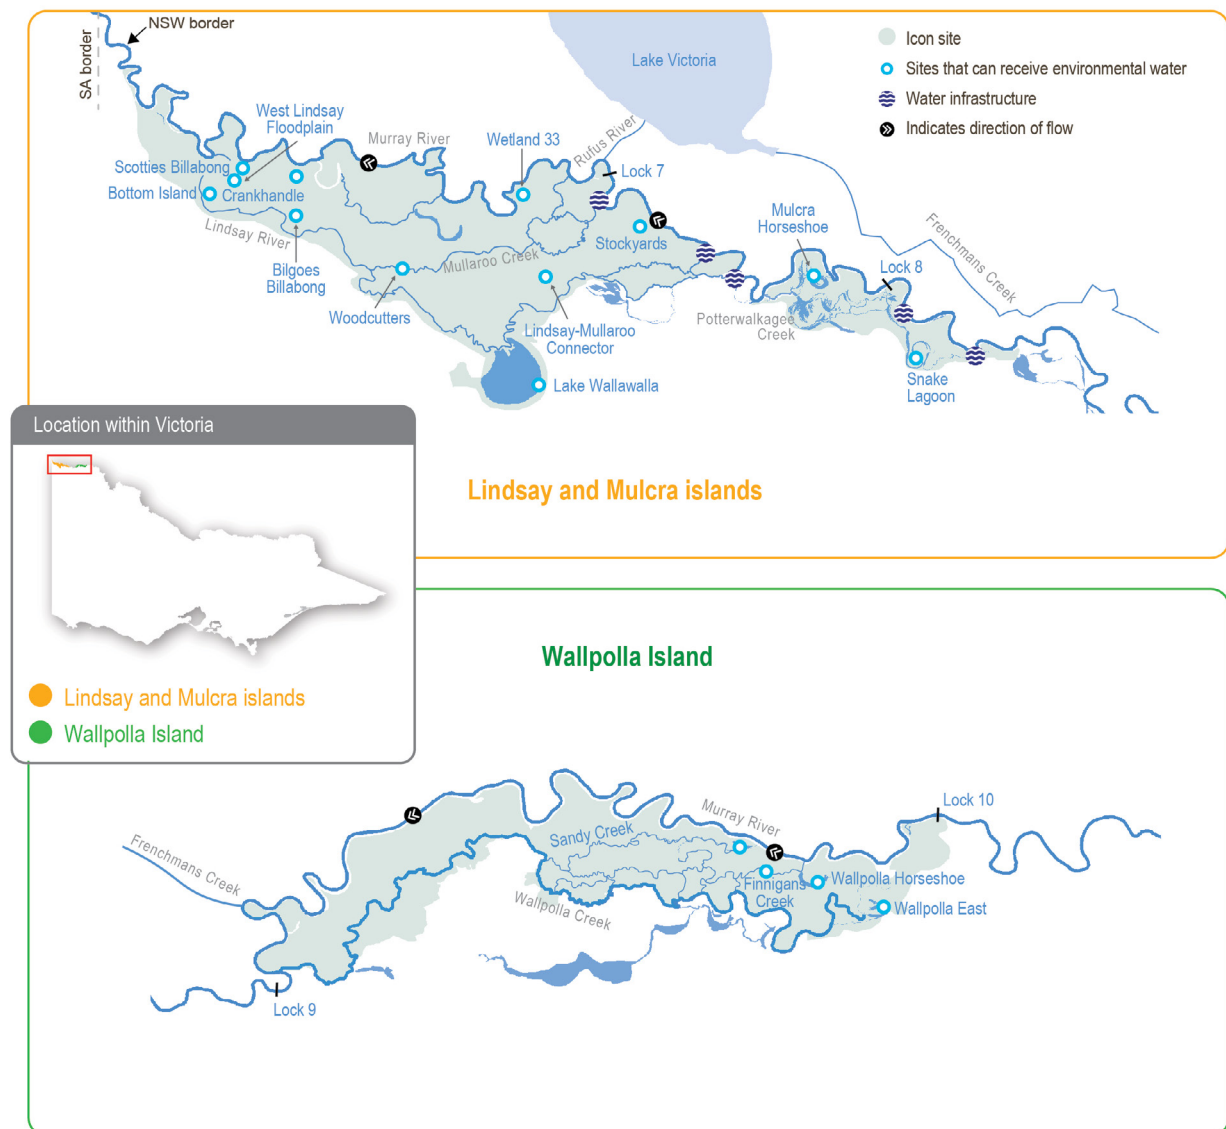 NSW border
SA border
Icon site
Sites that can receive environmental water
Water infrastructure
Indicates direction of flow
Lake Victoria
West Lindsay
Floodplain
Murray River
Wetland 33
Rufus River
Lock 7
Scotties Billabong
Bottom Island
Crankhandle
Lindsay River
Bilgoes
Billabong
Mullaroo Creek
Woodcutters
Stockyards
Lindsay-Mullaroo
Connector
Lake Wallawalla
Mulcra
Horseshoe
Lock 8
Frenchmans Creek
Potterwalkagee
Creek
Snake
Lagoon
Location within Victoria
Lindsay and Mulcra islands
Wallpolla Island
Lindsay and Mulcra islands
Wallpolla Island
Frenchmans Creek
Sandy Creek
Murray River
Lock 10
Wallpolla Creek
Finnigans
Creek
Wallpolla Horseshoe
Wallpolla East
Lock 9